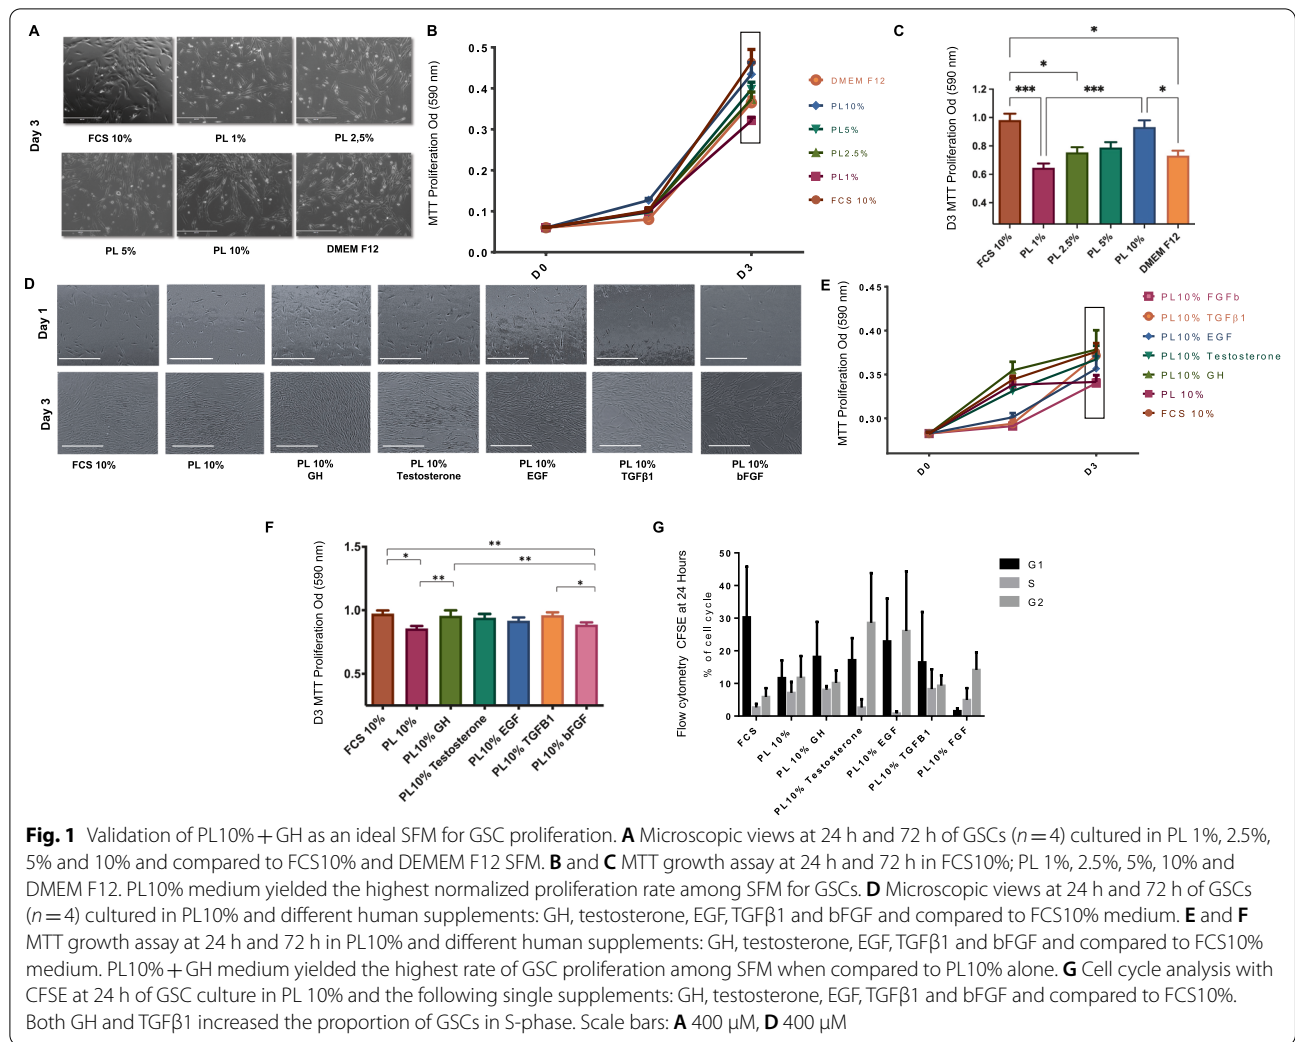 A
Day 3
FCS 10%
PL 1%
PL 2,5%
PL 5%
PL 10%
DMEM F12
B
MTT Proliferation Od (590 nm)
0.5
0.4
0.3
0.2
0.1
0.0
D0
D3
DMEM F12
PL10%
PL5%
PL2.5%
PL1%
FCS 10%
C
D3 MTT Proliferation Od (590 nm)
1.2
1.0
0.8
0.6
0.4
*
*
***
***
*
FCS 10%
PL 1%
PL 2.5%
PL 5%
PL 10%
DMEM F12
D
Day 1
Day 3
FCS 10%
PL 10%
PL 10%
GH
PL 10%
Testosterone
PL 10%
EGF
PL 10%
TGFβ1
PL 10%
bFGF
E
MTT Proliferation Od (590 nm)
0.45
0.40
0.35
0.30
D0
D3
PL10% FGFb
PL10% TGFβ1
PL10% EGF
PL10% Testosterone
PL10% GH
PL 10%
FCS 10%
F
D3 MTT Proliferation Od (590 nm)
1.5
1.0
0.5
**
*
**
**
*
FCS 10%
PL 10%
PL10% GH
PL10% Testosterone
PL10% EGF
PL10% TGFB1
PL10% bFGF
G
Flow cytometry CFSE at 24 Hours
% of cell cycle
50
40
30
20
10
0
FCS
PL 10%
PL 10% GH
PL10% Testosterone
PL10% EGF
PL10% TGFB1
PL10% FGF
G1
S
G2
Fig. 1 Validation of PL10% + GH as an ideal SFM for GSC proliferation. A Microscopic views at 24 h and 72 h of GSCs (n = 4) cultured in PL 1%, 2.5%,
5% and 10% and compared to FCS10% and DEMEM F12 SFM. B and C MTT growth assay at 24 h and 72 h in FCS10%; PL 1%, 2.5%, 5%, 10% and
DMEM F12. PL10% medium yielded the highest normalized proliferation rate among SFM for GSCs. D Microscopic views at 24 h and 72 h of GSCs
(n = 4) cultured in PL10% and different human supplements: GH, testosterone, EGF, TGFβ1 and bFGF and compared to FCS10% medium. E and F
MTT growth assay at 24 h and 72 h in PL10% and different human supplements: GH, testosterone, EGF, TGFβ1 and bFGF and compared to FCS10%
medium. PL10% + GH medium yielded the highest rate of GSC proliferation among SFM when compared to PL10% alone. G Cell cycle analysis with
CFSE at 24 h of GSC culture in PL 10% and the following single supplements: GH, testosterone, EGF, TGFβ1 and bFGF and compared to FCS10%.
Both GH and TGFβ1 increased the proportion of GSCs in S-phase. Scale bars: A 400 µM, D 400 µM